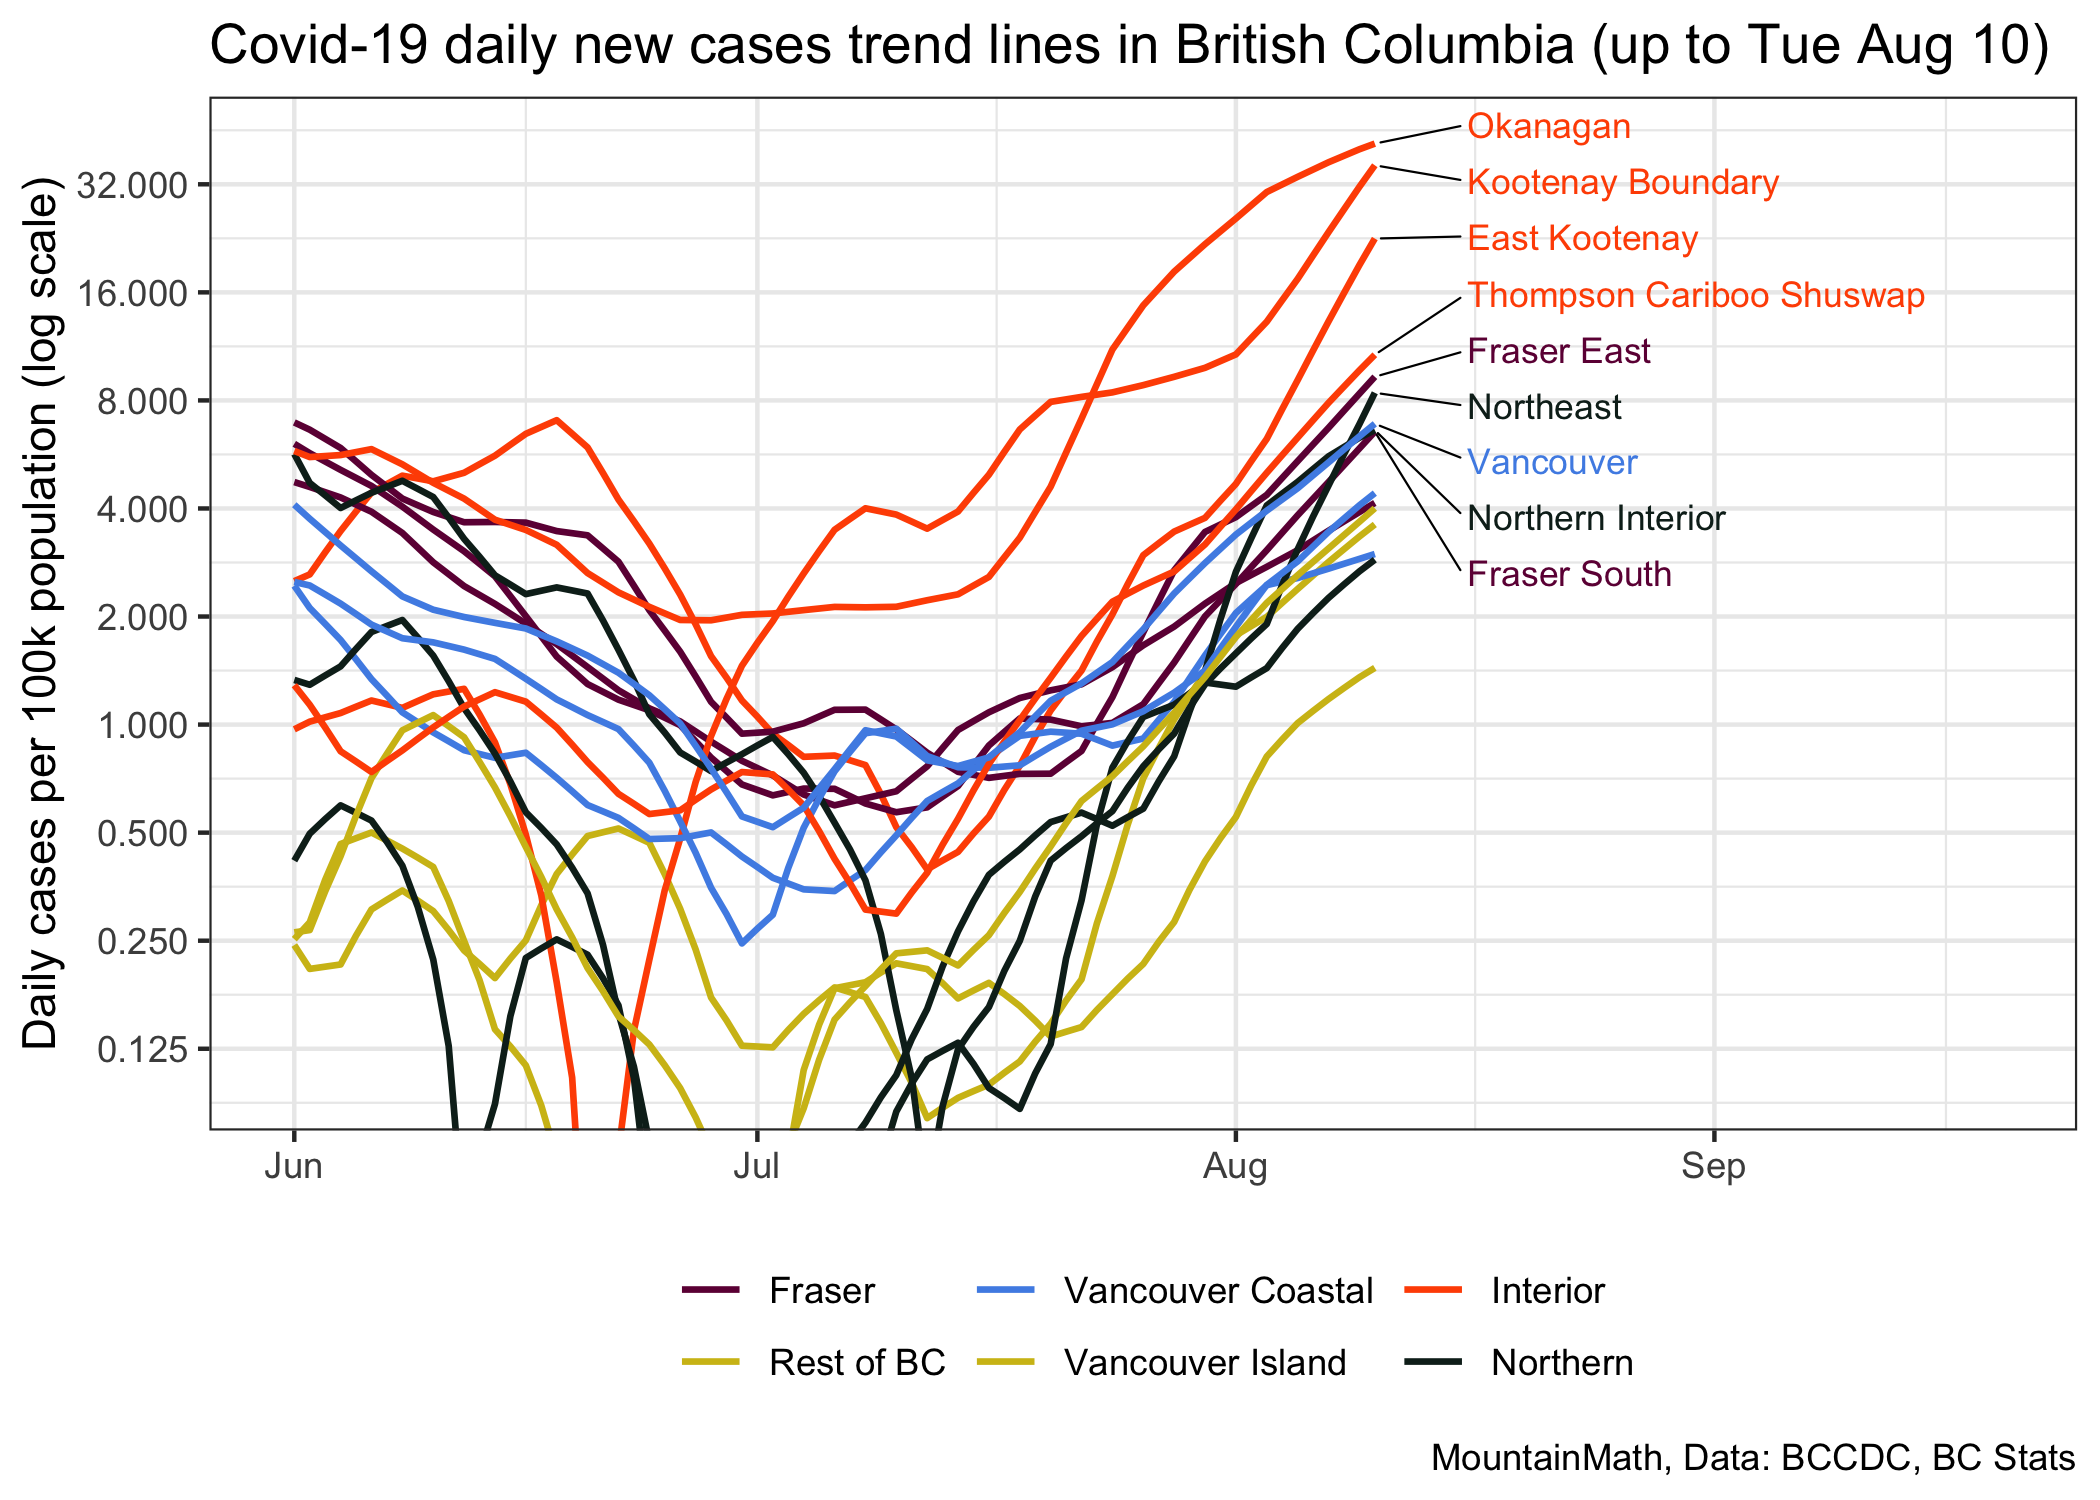 Covid-19 daily new cases trend lines in British Columbia (up to Tue Aug 10)
Daily cases per 100k population (log scale)
32.000
16.000
8.000
4.000
2.000
1.000
0.500
0.250
0.125
Okanagan
Kootenay Boundary
East Kootenay
Thompson Cariboo Shuswap
Fraser East
Northeast
Vancouver
Northern Interior
Fraser South
Jun Jul Aug Sep
Fraser Vancouver Coastal Interior
Rest of BC Vancouver Island Northern
MountainMath, Data: BCCDC, BC Stats